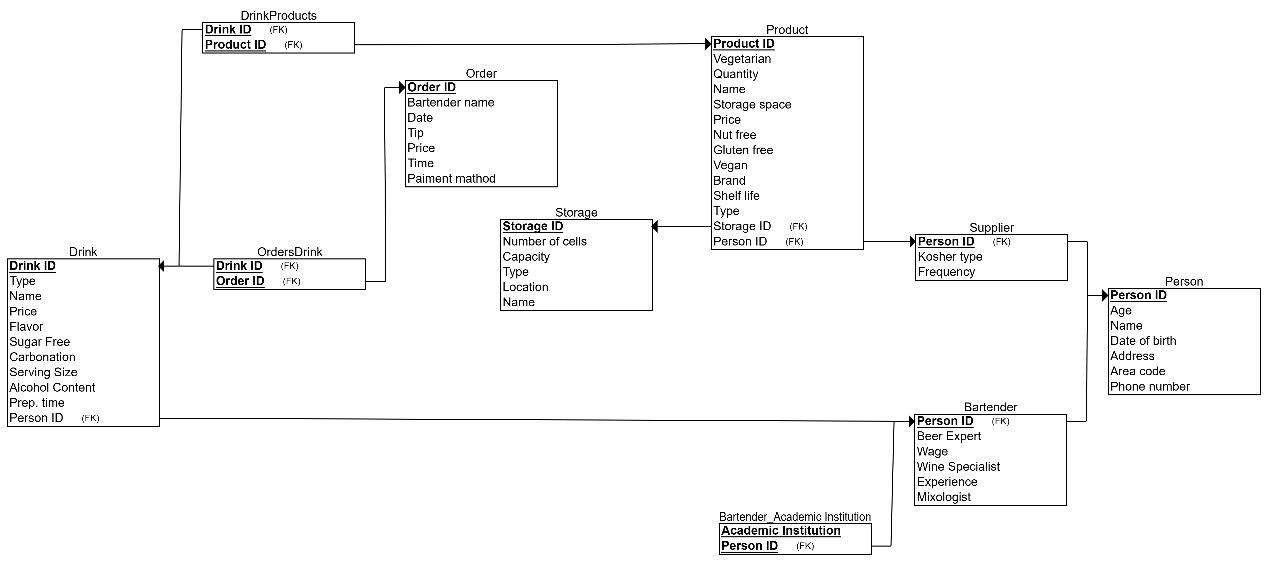 DrinkProducts
Drink ID (FK)
Product ID (FK)
Product
Product ID
Vegetarian
Quantity
Name
Storage space
Price
Nut free
Gluten free
Vegan
Brand
Shelf life
Type
Storage ID (FK)
Person ID (FK)
Order
Order ID
Bartender name
Date
Tip
Price
Time
Paiment mathod
Storage
Storage ID
Number of cells
Capacity
Type
Location
Name
Supplier
Person ID (FK)
Kosher type
Frequency
Drink
Drink ID
Type
Name
Price
Flavor
Sugar Free
Carbonation
Serving Size
Alcohol Content
Prep. time
Person ID (FK)
OrdersDrink
Drink ID (FK)
Order ID (FK)
Person
Person ID
Age
Name
Date of birth
Address
Area code
Phone number
Bartender
Person ID (FK)
Beer Expert
Wage
Wine Specialist
Experience
Mixologist
Bartender_Academic Institution
Academic Institution
Person ID (FK)